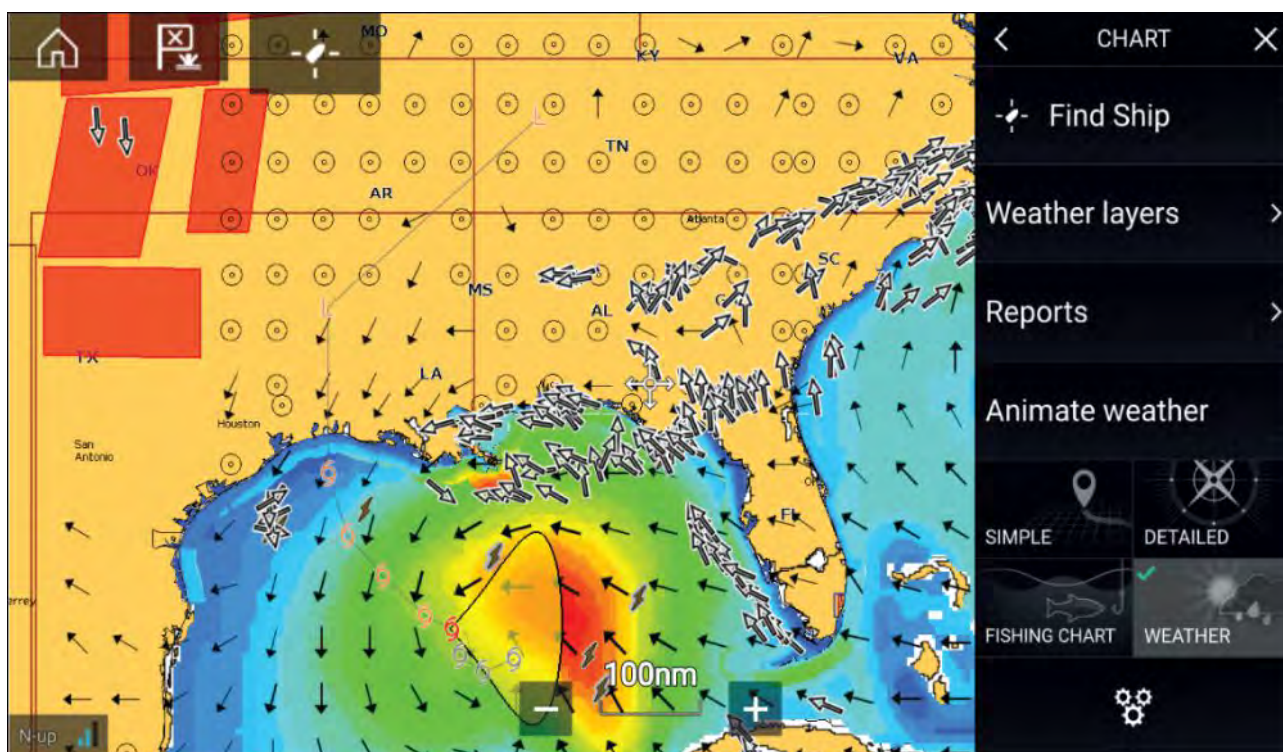 MO
KY
VA
TN
OK
AR
Atlanta
SC
MS
AL
G
TX
LA
Houston
San
Antonio
FL
errey
100nm
N-up
L
L
CHART
Find Ship
Weather layers
Reports
Animate weather
SIMPLE
DETAILED
FISHING CHART
WEATHER